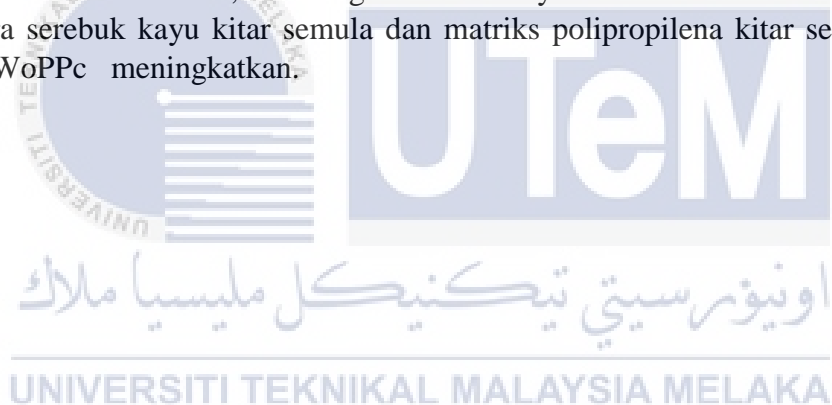 serebuk kayu kitar semula dan matriks polipropilena kitar se
WoPPc meningkatkan.
UTeM
اونيۏرسيتي تيكنيكل مليسيا ملاك
UNIVERSITI TEKNIKAL MALAYSIA MELAKA